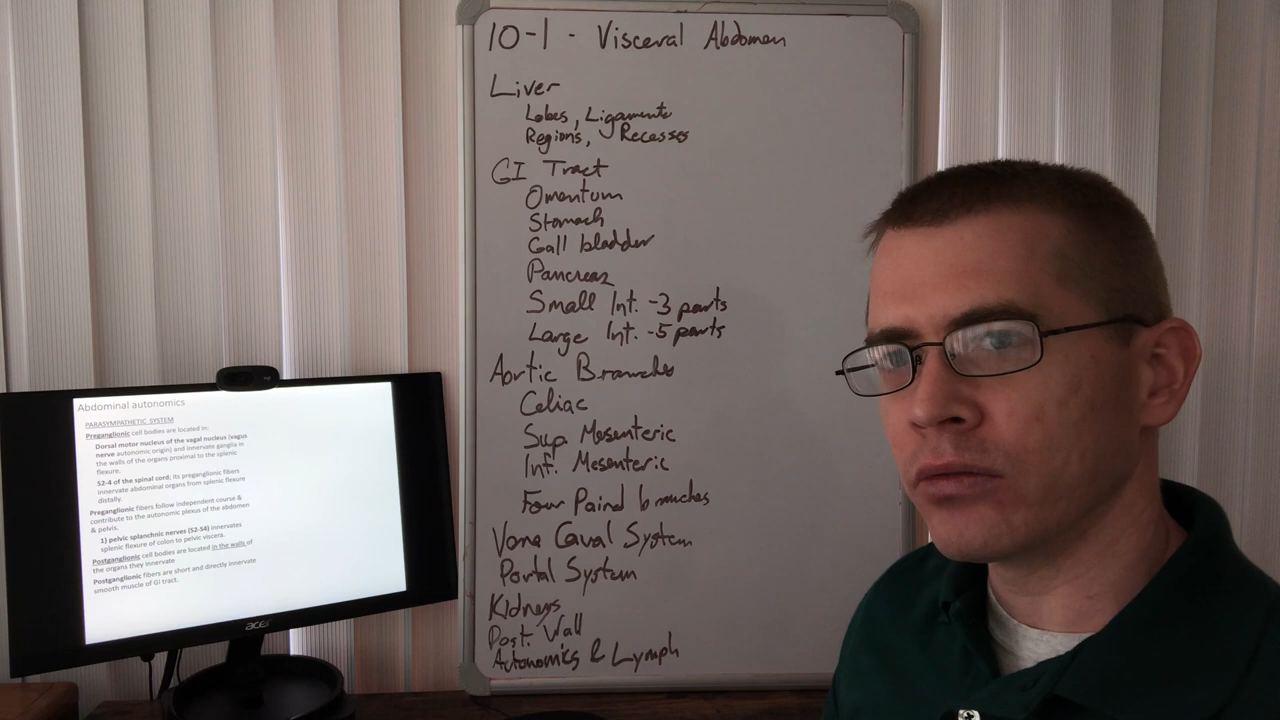 10-1 - Visceral Abdomen
Liver
Lobes, Ligaments
Regions, Recesses
GI Tract
Omentum
Stomach
Gall bladder
Pancreas
Small Int. -3 parts
Large Int. -5 parts
Aortic Branches
Celiac
Sup Mesenteric
Inf. Mesenteric
Four Paired branches
Vena Caval System
Portal System
Kidneys
Post. Wall
Autonomics & Lymph
Abdominal autonomics
PARASYMPATHETIC SYSTEM
Preganglionic cell bodies are located in:
Dorsal motor nucleus of the vagal nucleus (vagus
nerve autonomic origin) and innervate ganglia in
the walls of the organs proximal to the splenic
flexure.
S2-4 of the spinal cord; its preganglionic fibers
innervate abdominal organs from splenic flexure
distally.
Preganglionic fibers follow independent course &
contribute to the autonomic plexus of the abdomen
& pelvis.
1) pelvic splanchnic nerves (S2-S4) innervates
splenic flexure of colon to pelvic viscera.
Postganglionic cell bodies are located in the walls of
the organs they innervate
Postganglionic fibers are short and directly innervate
smooth muscle of GI tract.
acer